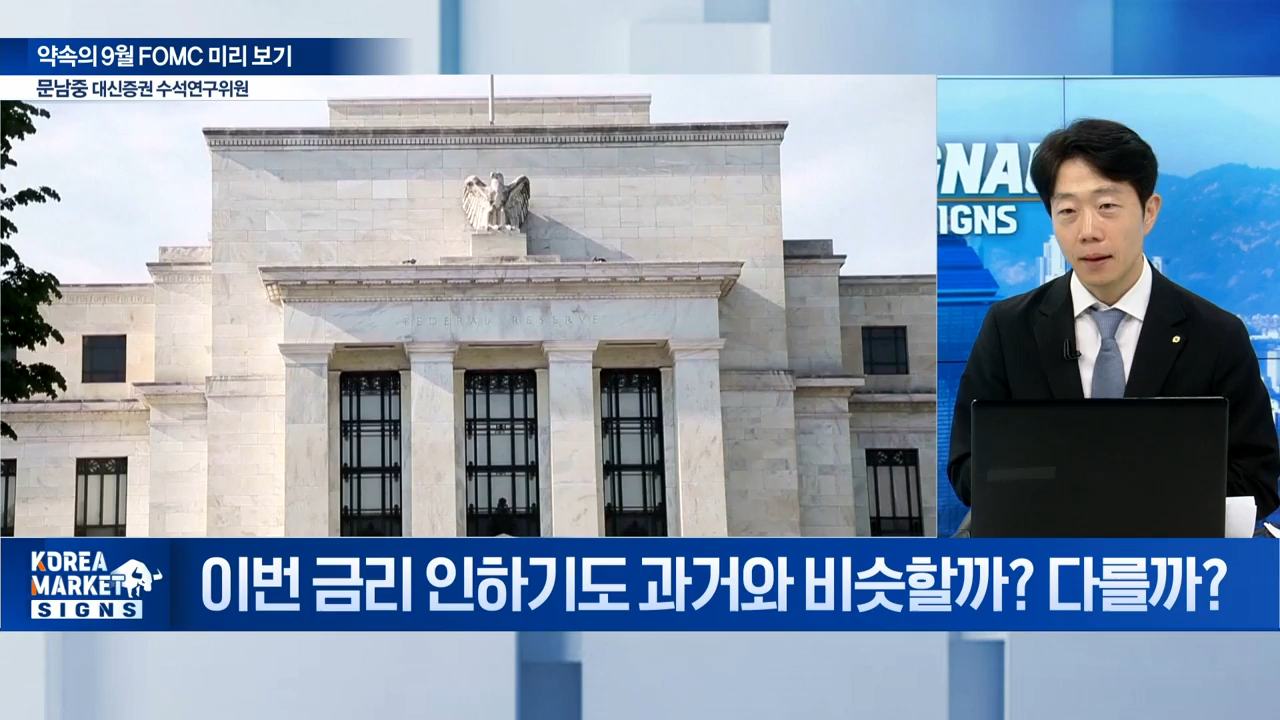 약속의 9월 FOMC 미리 보기
문남중 대신증권 수석연구위원
FEDERAL RESERVE
GNAL
SIGNS
KOREA
MARKET
SIGNS
이번 금리 인하기도 과거와 비슷할까? 다를까?